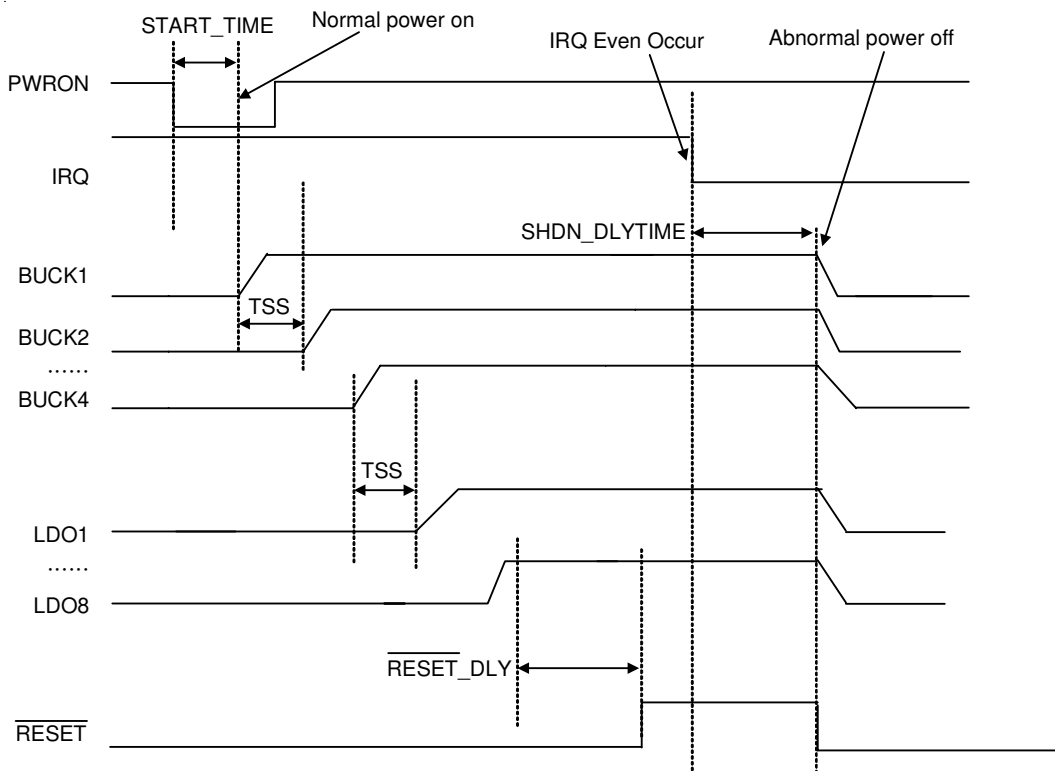 START_TIME
Normal power on
IRQ Even Occur
Abnormal power off
PWRON
IRQ
SHDN_DLYTIME
BUCK1
TSS
BUCK2
......
BUCK4
TSS
LDO1
......
LDO8
RESET_DLY
RESET